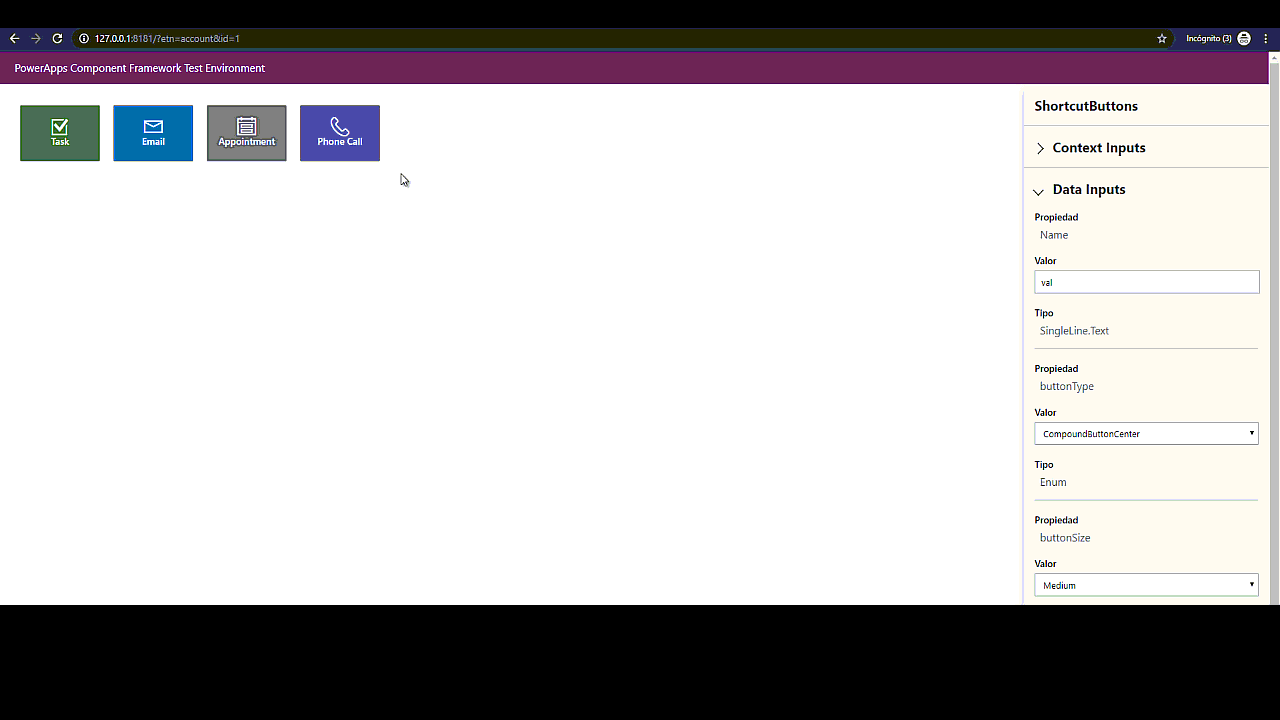 127.0.0.1:8181/?etn=account&id=1
Incógnito (3)
PowerApps Component Framework Test Environment
Task
Email
Appointment
Phone Call
ShortcutButtons
Context Inputs
Data Inputs
Propiedad
Name
Valor
val
Tipo
SingleLine.Text
Propiedad
buttonType
Valor
CompoundButtonCenter
Tipo
Enum
Propiedad
buttonSize
Valor
Medium